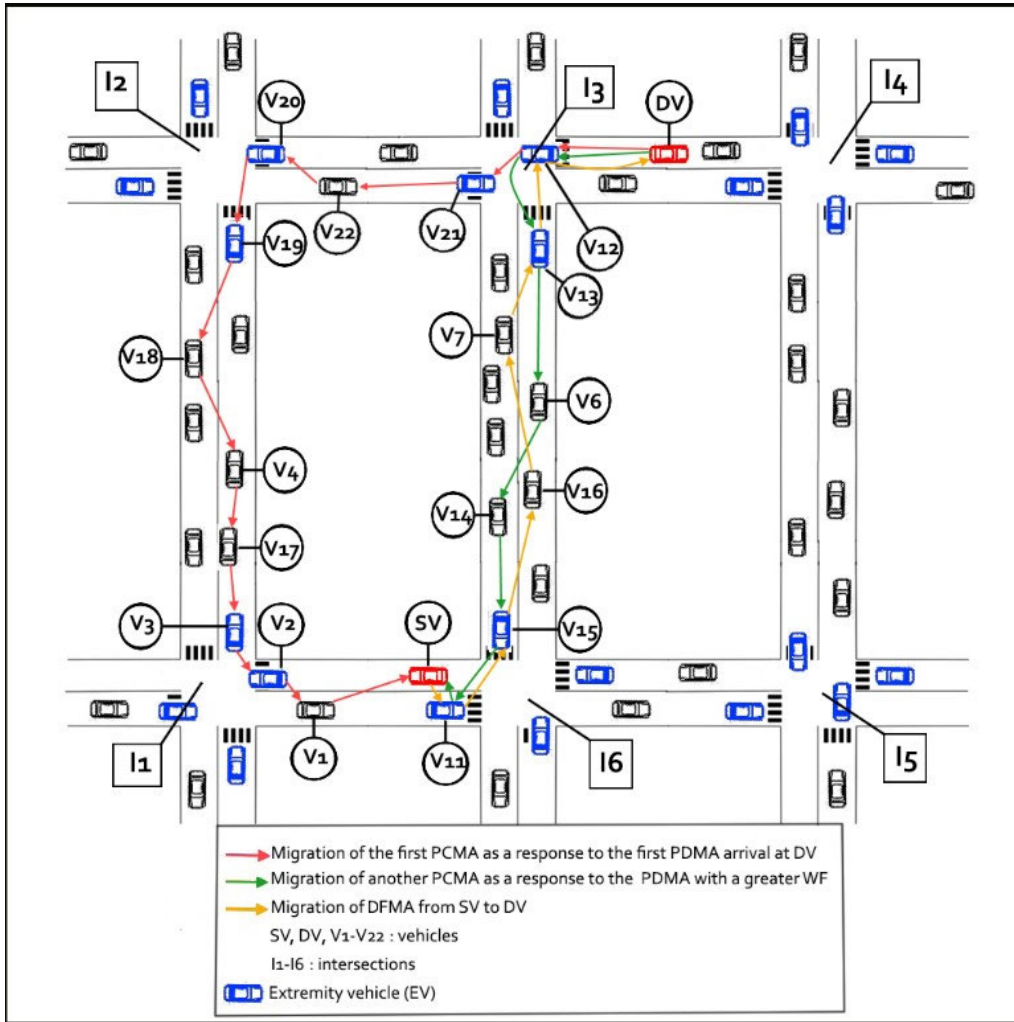 I2
V20
I3
DV
I4
V19
V22
V21
V12
V13
V18
V7
V6
V4
V14
V16
V17
V3
V2
SV
V15
I1
V1
V11
I6
I5
Migration of the first PCMA as a response to the first PDMA arrival at DV
Migration of another PCMA as a response to the PDMA with a greater WF
Migration of DFMA from SV to DV
SV, DV, V1-V22 : vehicles
I1-I6 : intersections
Extremity vehicle (EV)